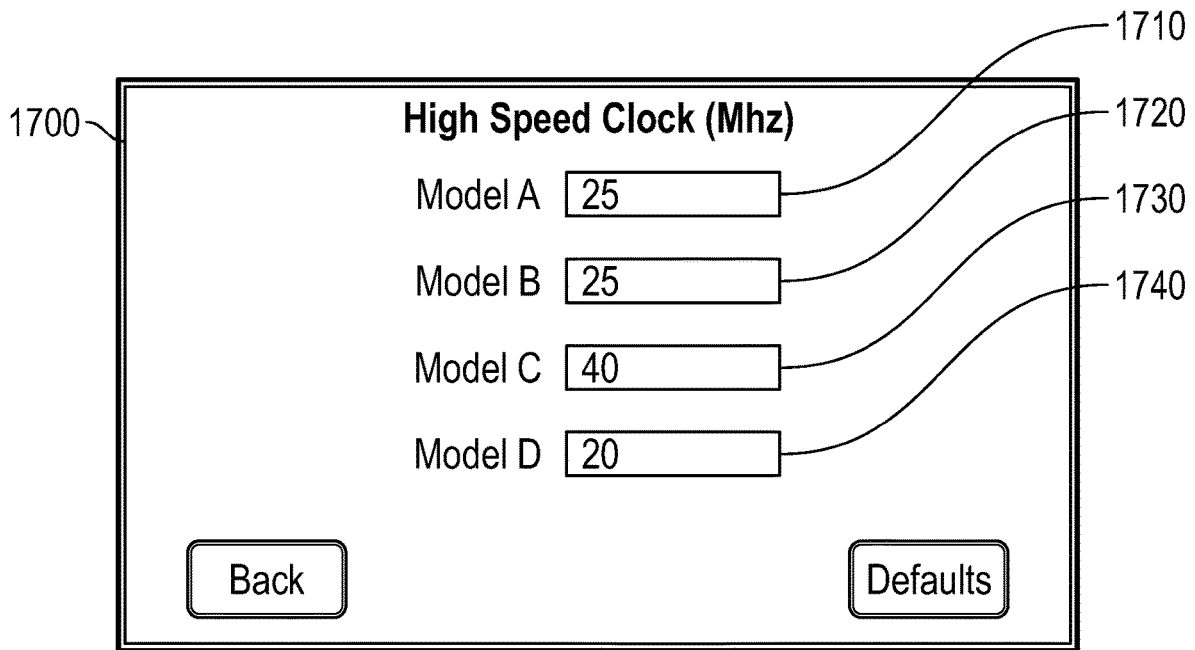 1710
1700
High Speed Clock (Mhz)
1720
Model A 25
1730
Model B 25
1740
Model C 40
Model D 20
Back Defaults